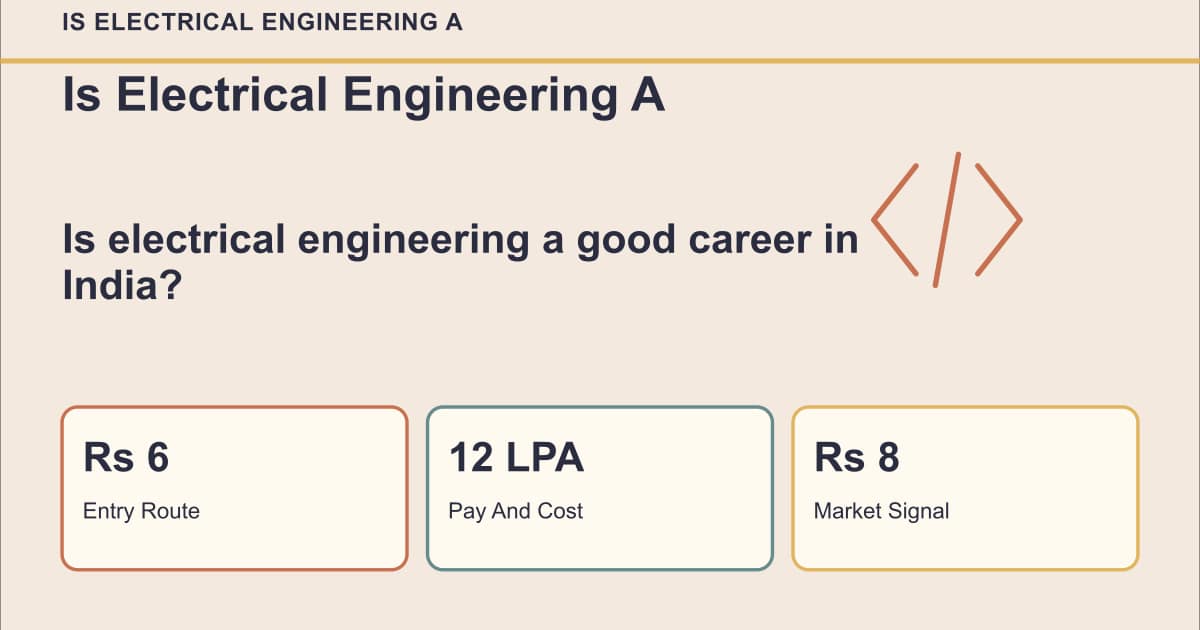 IS ELECTRICAL ENGINEERING A
Is Electrical Engineering A
Is electrical engineering a good career in
India?
Rs 6
Entry Route
12 LPA
Pay And Cost
Rs 8
Market Signal